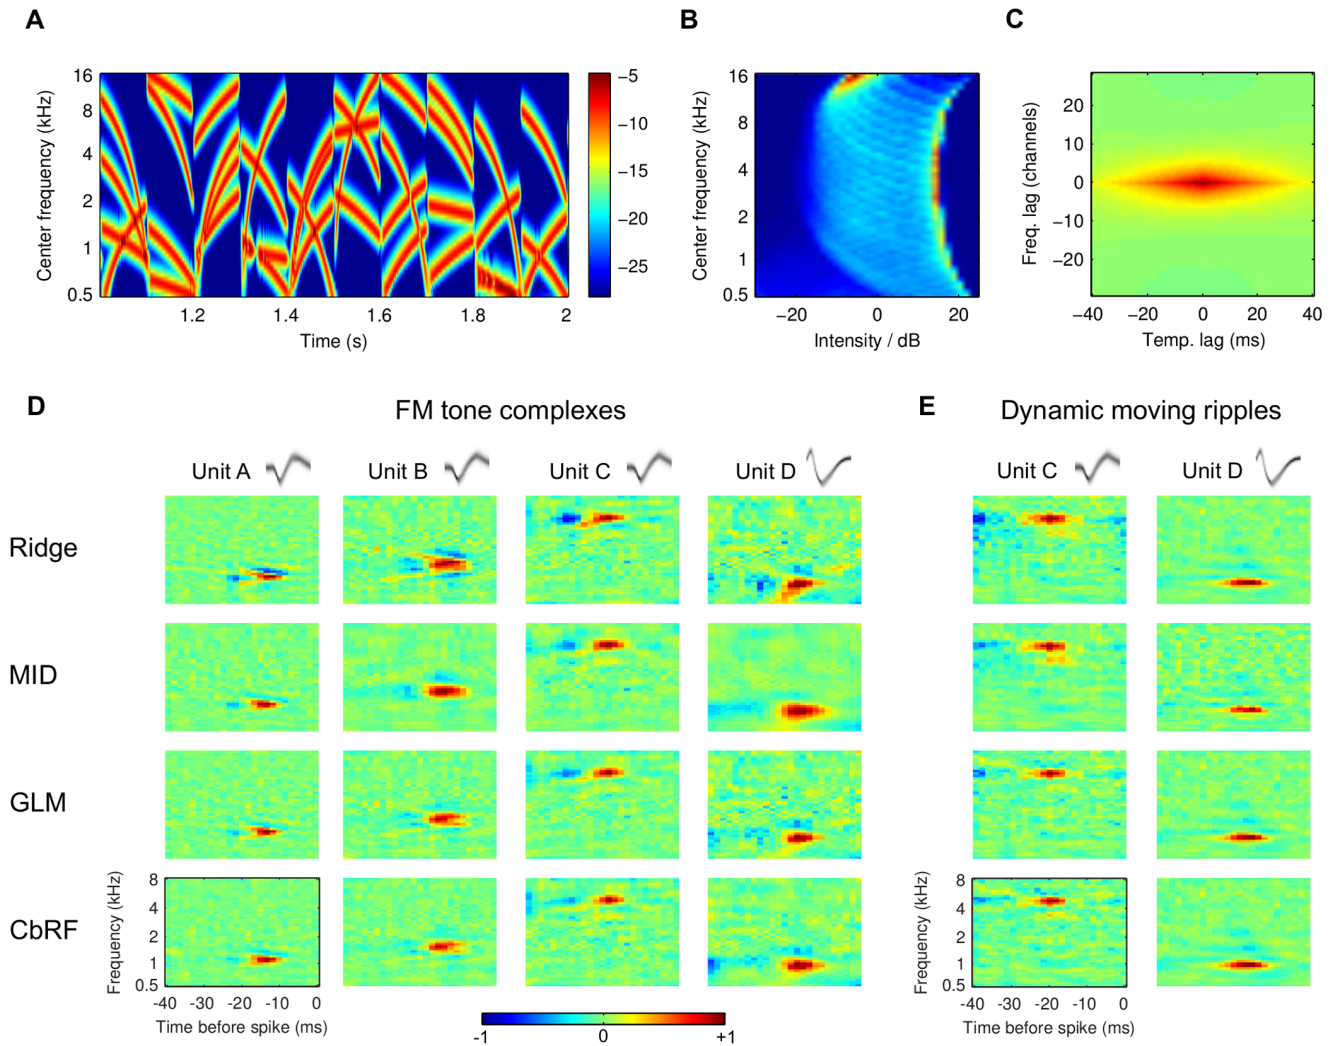 A
B
C
16
8
4
2
1
0.5
Center frequency (kHz)
1.2
1.4
1.6
1.8
2
Time (s)
−5
−10
−15
−20
−25
16
8
4
2
1
0.5
Center frequency (kHz)
−20
0
20
Intensity / dB
20
10
0
−10
−20
Freq. lag (channels)
−40
−20
0
20
40
Temp. lag (ms)
D
FM tone complexes
E
Dynamic moving ripples
Unit A
Unit B
Unit C
Unit D
Unit C
Unit D
Ridge
MID
GLM
CbRF
8
4
2
1
0.5
Frequency (kHz)
-40 -30 -20 -10 0
Time before spike (ms)
8
4
2
1
0.5
Frequency (kHz)
-40 -30 -20 -10 0
Time before spike (ms)
-1
0
+1